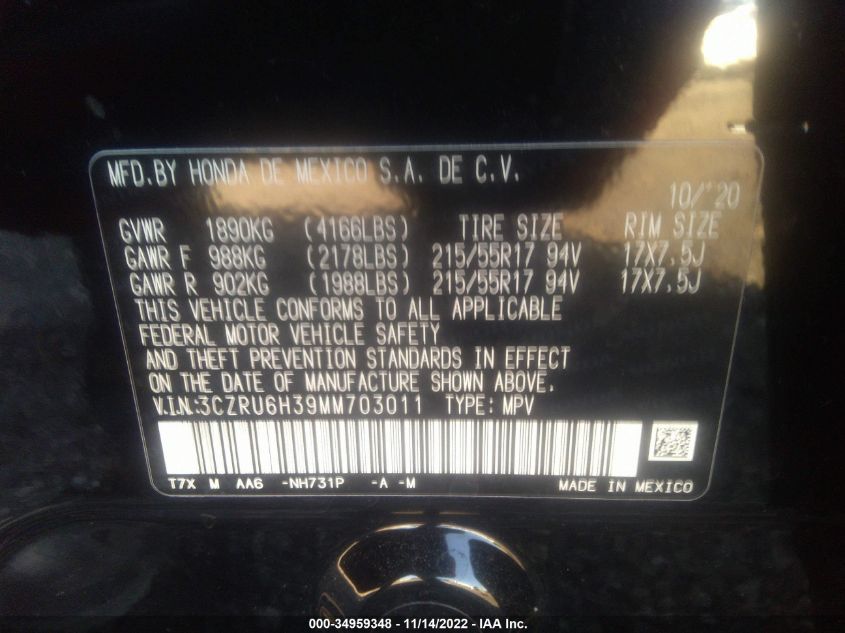 MFD.BY HONDA DE MEXICO S.A. DE C.V.
10/'20
GVWR 1890KG (4166LBS) TIRE SIZE RIM SIZE
GAWR F 988KG (2178LBS) 215/55R17 94V 17X7.5J
GAWR R 902KG (1988LBS) 215/55R17 94V 17X7.5J
THIS VEHICLE CONFORMS TO ALL APPLICABLE
FEDERAL MOTOR VEHICLE SAFETY
AND THEFT PREVENTION STANDARDS IN EFFECT
ON THE DATE OF MANUFACTURE SHOWN ABOVE.
V.I.N.:3CZRU6H39MM703011 TYPE: MPV
T7X M AA6 -NH731P -A -M MADE IN MEXICO
000-34959348 - 11/14/2022 - IAA Inc.